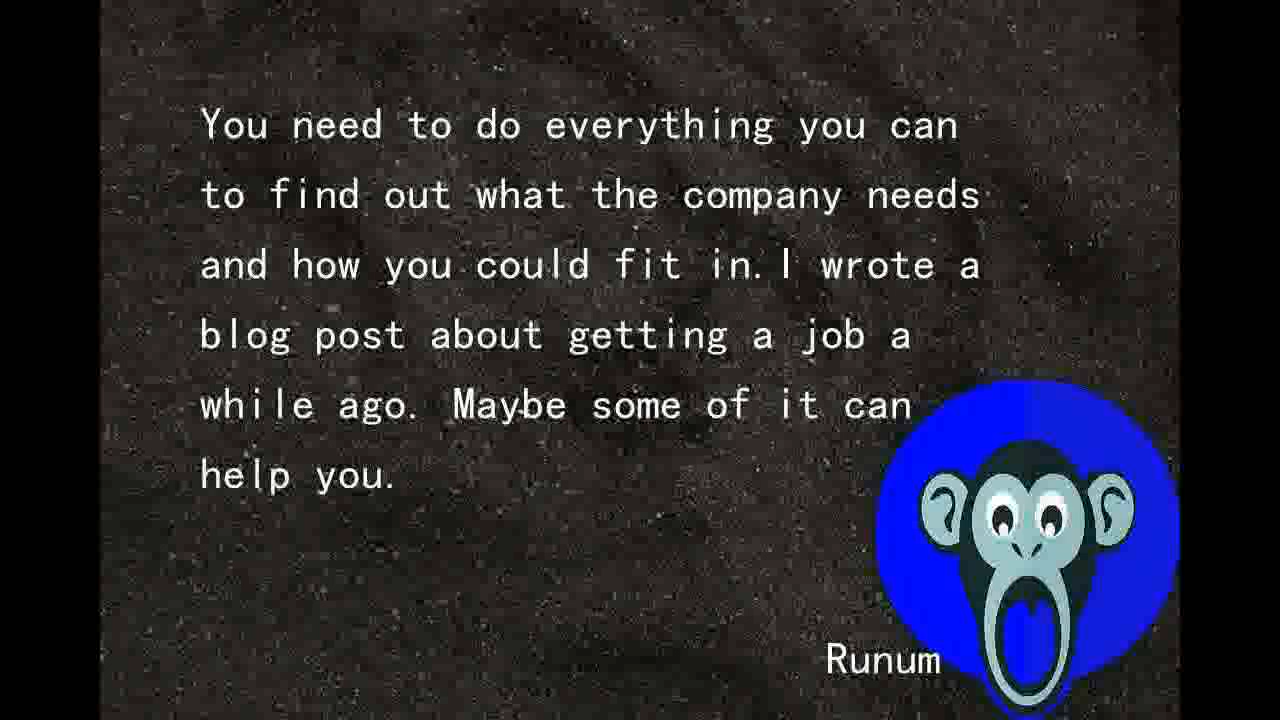 You need to do everything you can
to find out what the company needs
and how you could fit in.I wrote a
blog post about getting a job a
while ago. Maybe some of it can
help you.
Runum